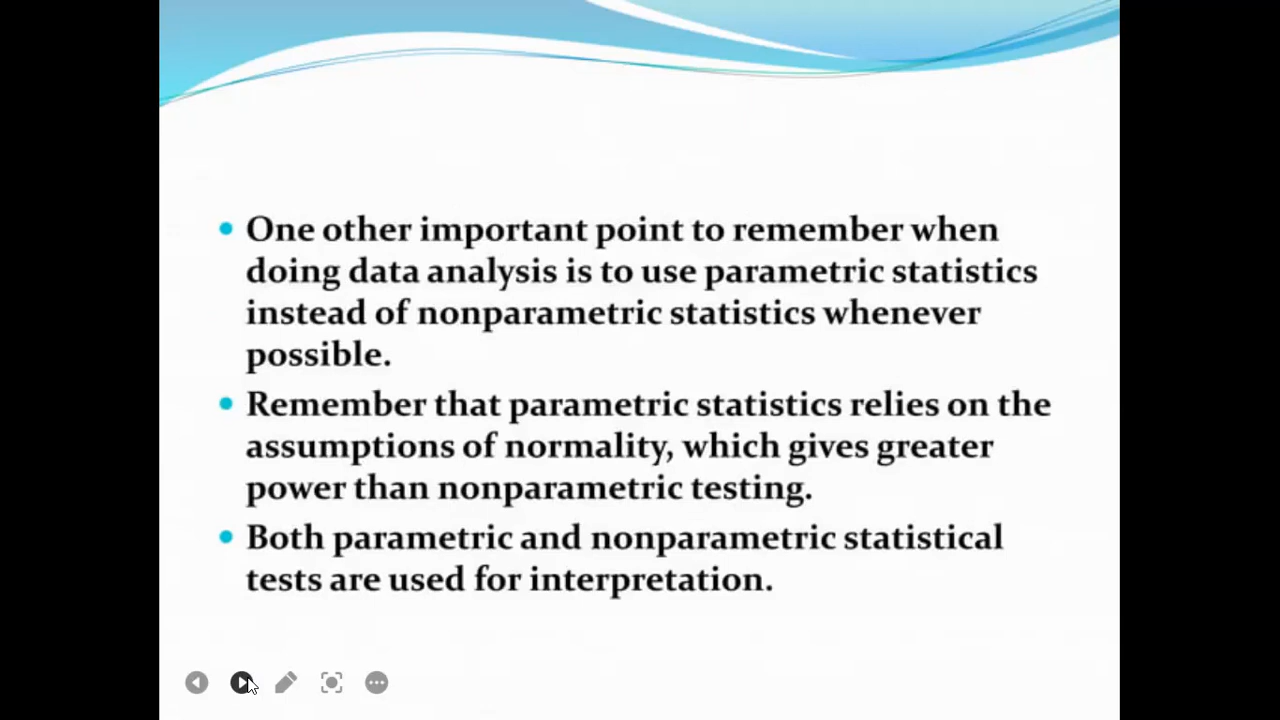 • One other important point to remember when
doing data analysis is to use parametric statistics
instead of nonparametric statistics whenever
possible.
• Remember that parametric statistics relies on the
assumptions of normality, which gives greater
power than nonparametric testing.
• Both parametric and nonparametric statistical
tests are used for interpretation.